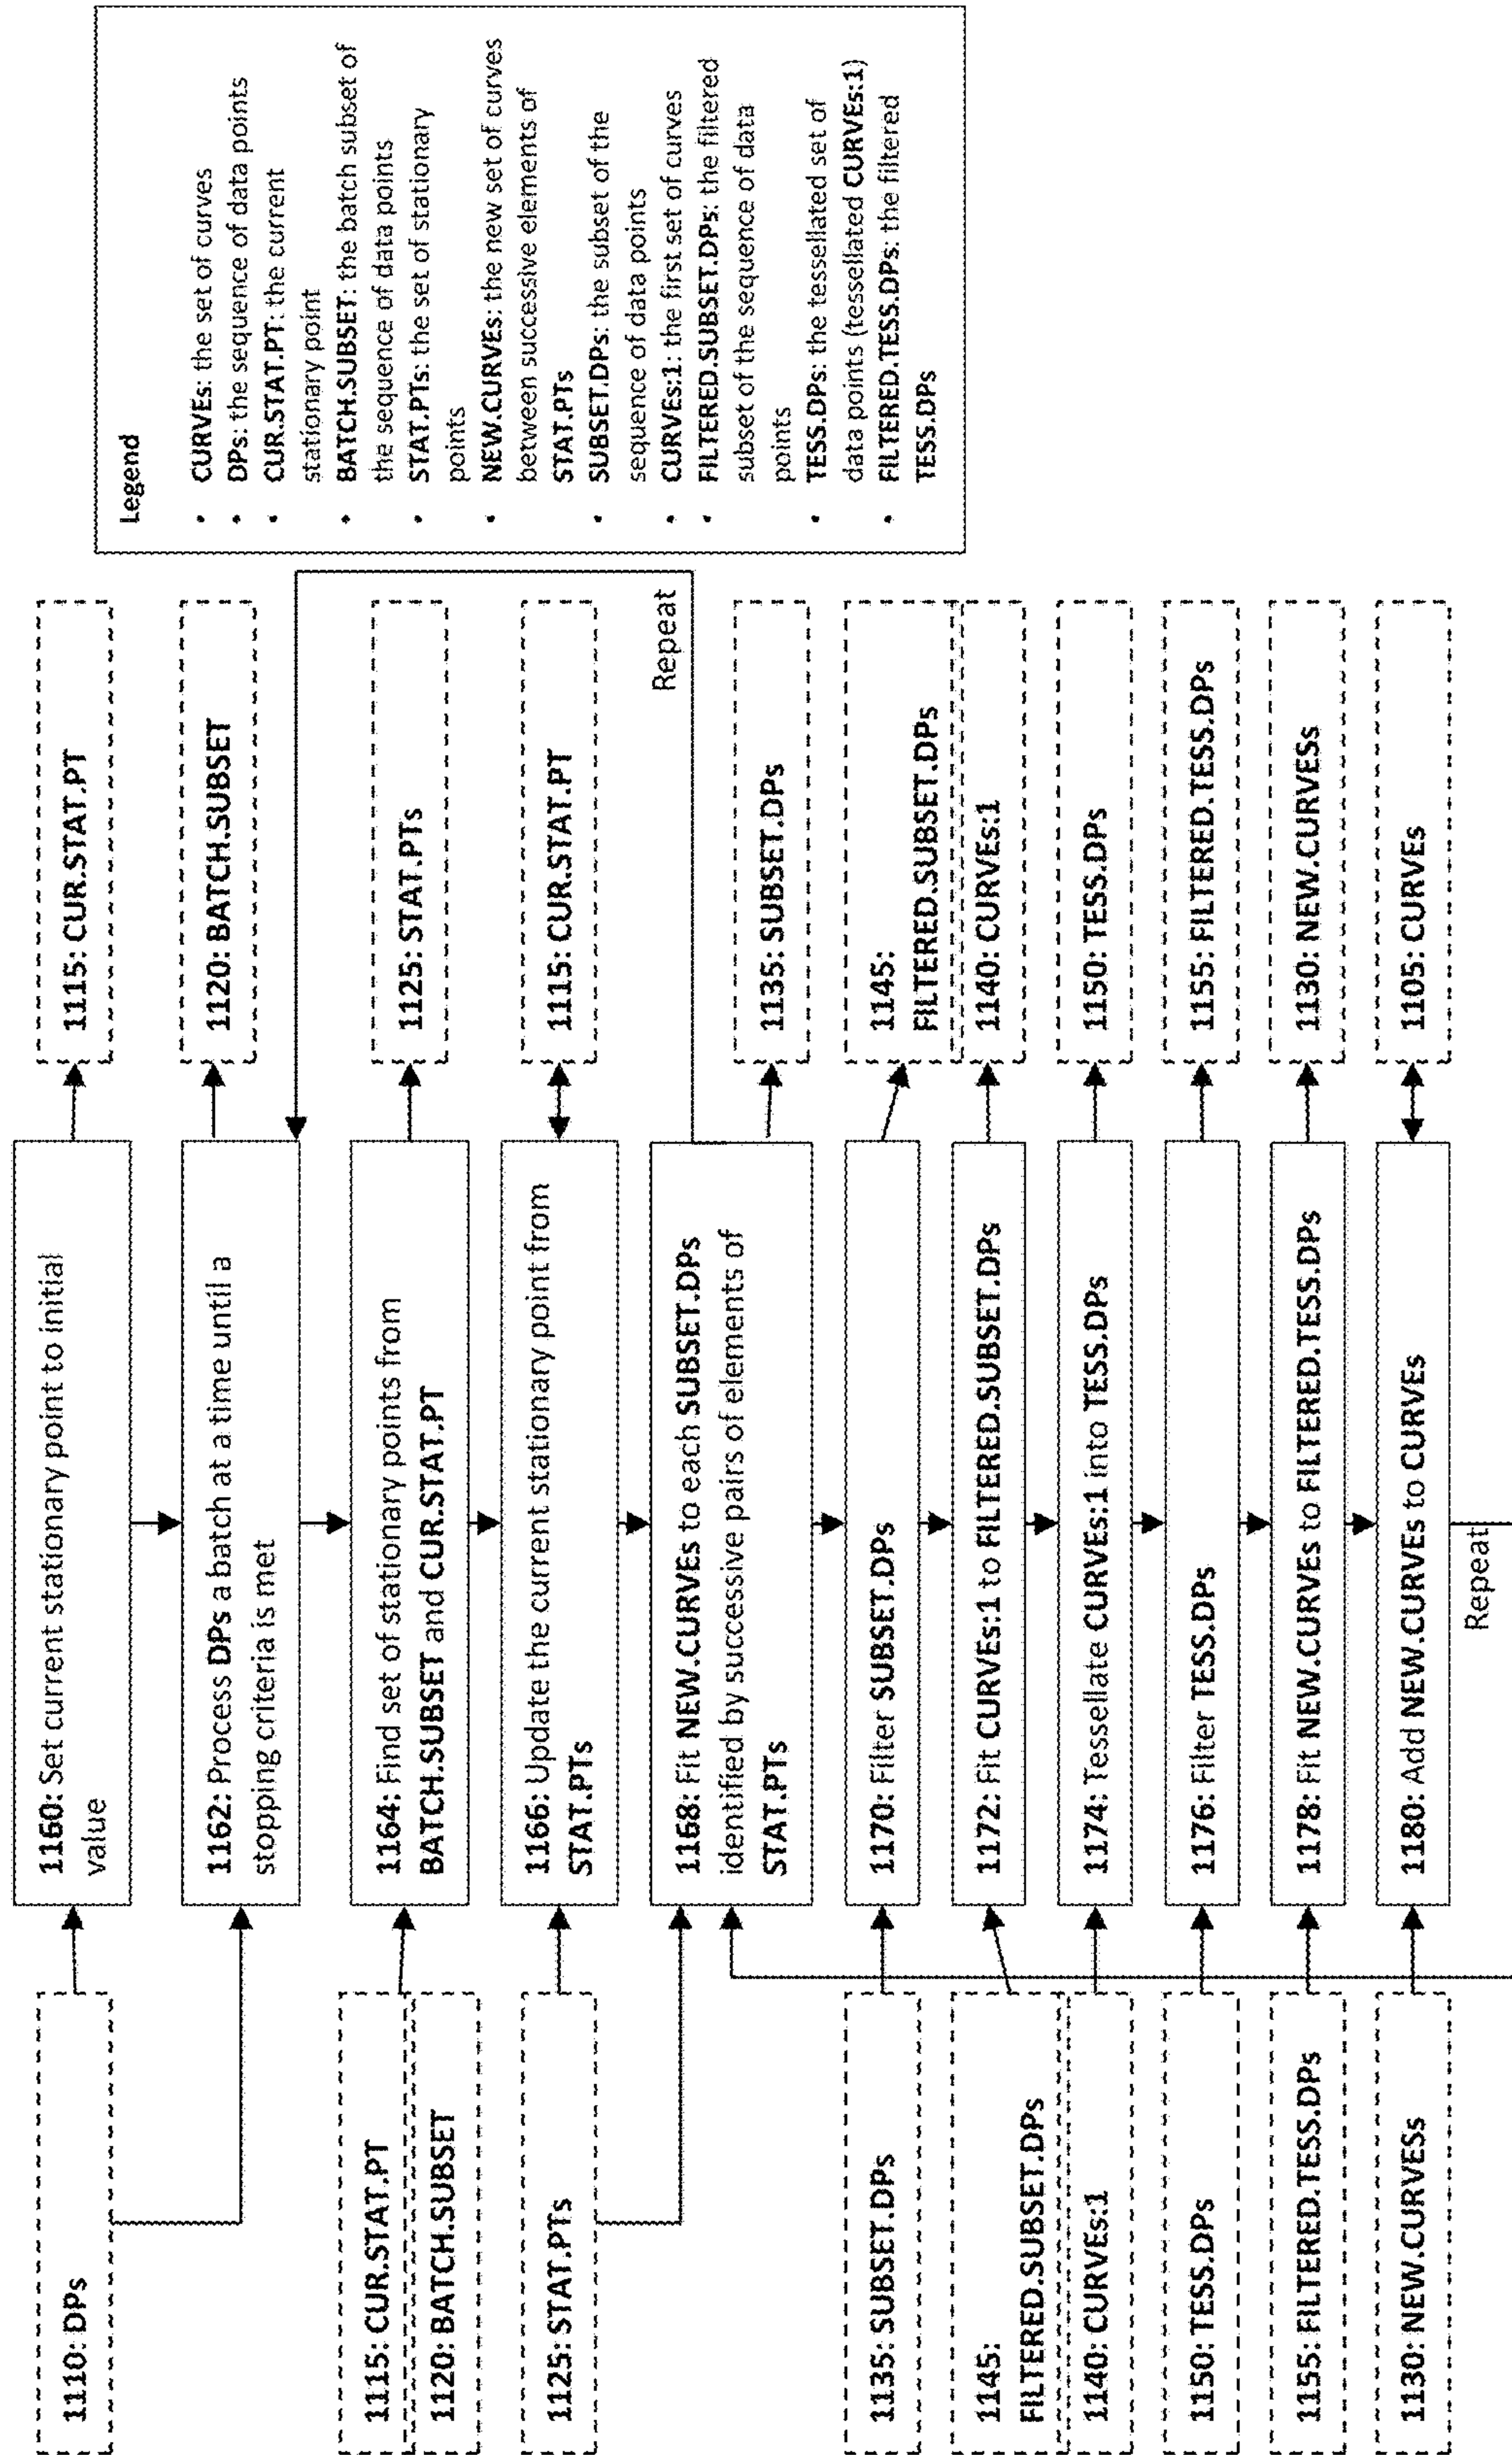 1110: DPs
1160: Set current stationary point to initial
value
1115: CUR.STAT.PT
1162: Process DPs a batch at a time until a
stopping criteria is met
1120: BATCH.SUBSET
1115: CUR.STAT.PT
1120: BATCH.SUBSET
1164: Find set of stationary points from
BATCH.SUBSET and CUR.STAT.PT
1125: STAT.PTs
1125: STAT.PTs
1166: Update the current stationary point from
STAT.PTs
1115: CUR.STAT.PT
1168: Fit NEW.CURVEs to each SUBSET.DPs
identified by successive pairs of elements of
STAT.PTs
Repeat
1135: SUBSET.DPs
1135: SUBSET.DPs
1170: Filter SUBSET.DPs
1145:
FILTERED.SUBSET.DPs
1145:
FILTERED.SUBSET.DPs
1172: Fit CURVEs:1 to FILTERED.SUBSET.DPs
1140: CURVEs:1
1140: CURVEs:1
1174: Tessellate CURVEs:1 into TESS.DPs
1150: TESS.DPs
1150: TESS.DPs
1176: Filter TESS.DPs
1155: FILTERED.TESS.DPs
1155: FILTERED.TESS.DPs
1178: Fit NEW.CURVEs to FILTERED.TESS.DPs
1130: NEW.CURVESs
1130: NEW.CURVESs
1180: Add NEW.CURVEs to CURVEs
1105: CURVEs
Repeat
Legend
• CURVEs: the set of curves
• DPs: the sequence of data points
• CUR.STAT.PT: the current
stationary point
• BATCH.SUBSET: the batch subset of
the sequence of data points
• STAT.PTs: the set of stationary
points
• NEW.CURVEs: the new set of curves
between successive elements of
STAT.PTs
• SUBSET.DPs: the subset of the
sequence of data points
• CURVEs:1: the first set of curves
• FILTERED.SUBSET.DPs: the filtered
subset of the sequence of data
points
• TESS.DPs: the tessellated set of
data points (tessellated CURVEs:1)
• FILTERED.TESS.DPs: the filtered
TESS.DPs